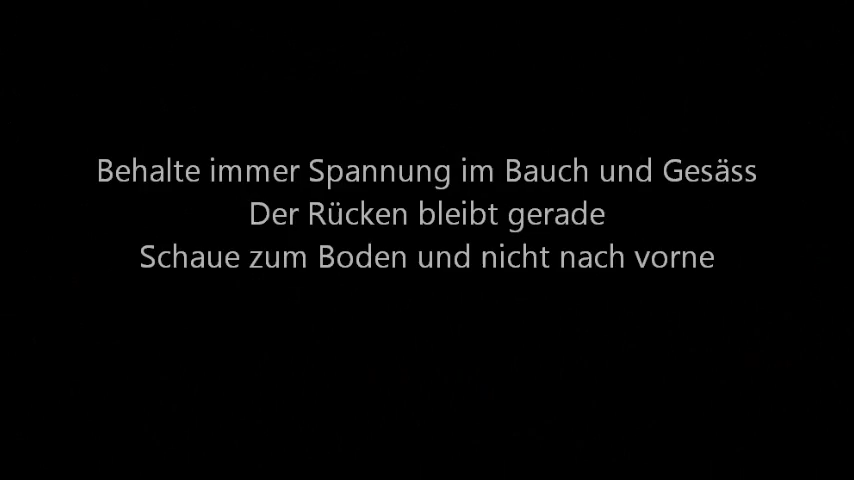 Behalte immer Spannung im Bauch und Gesäss
Der Rücken bleibt gerade
Schaue zum Boden und nicht nach vorne